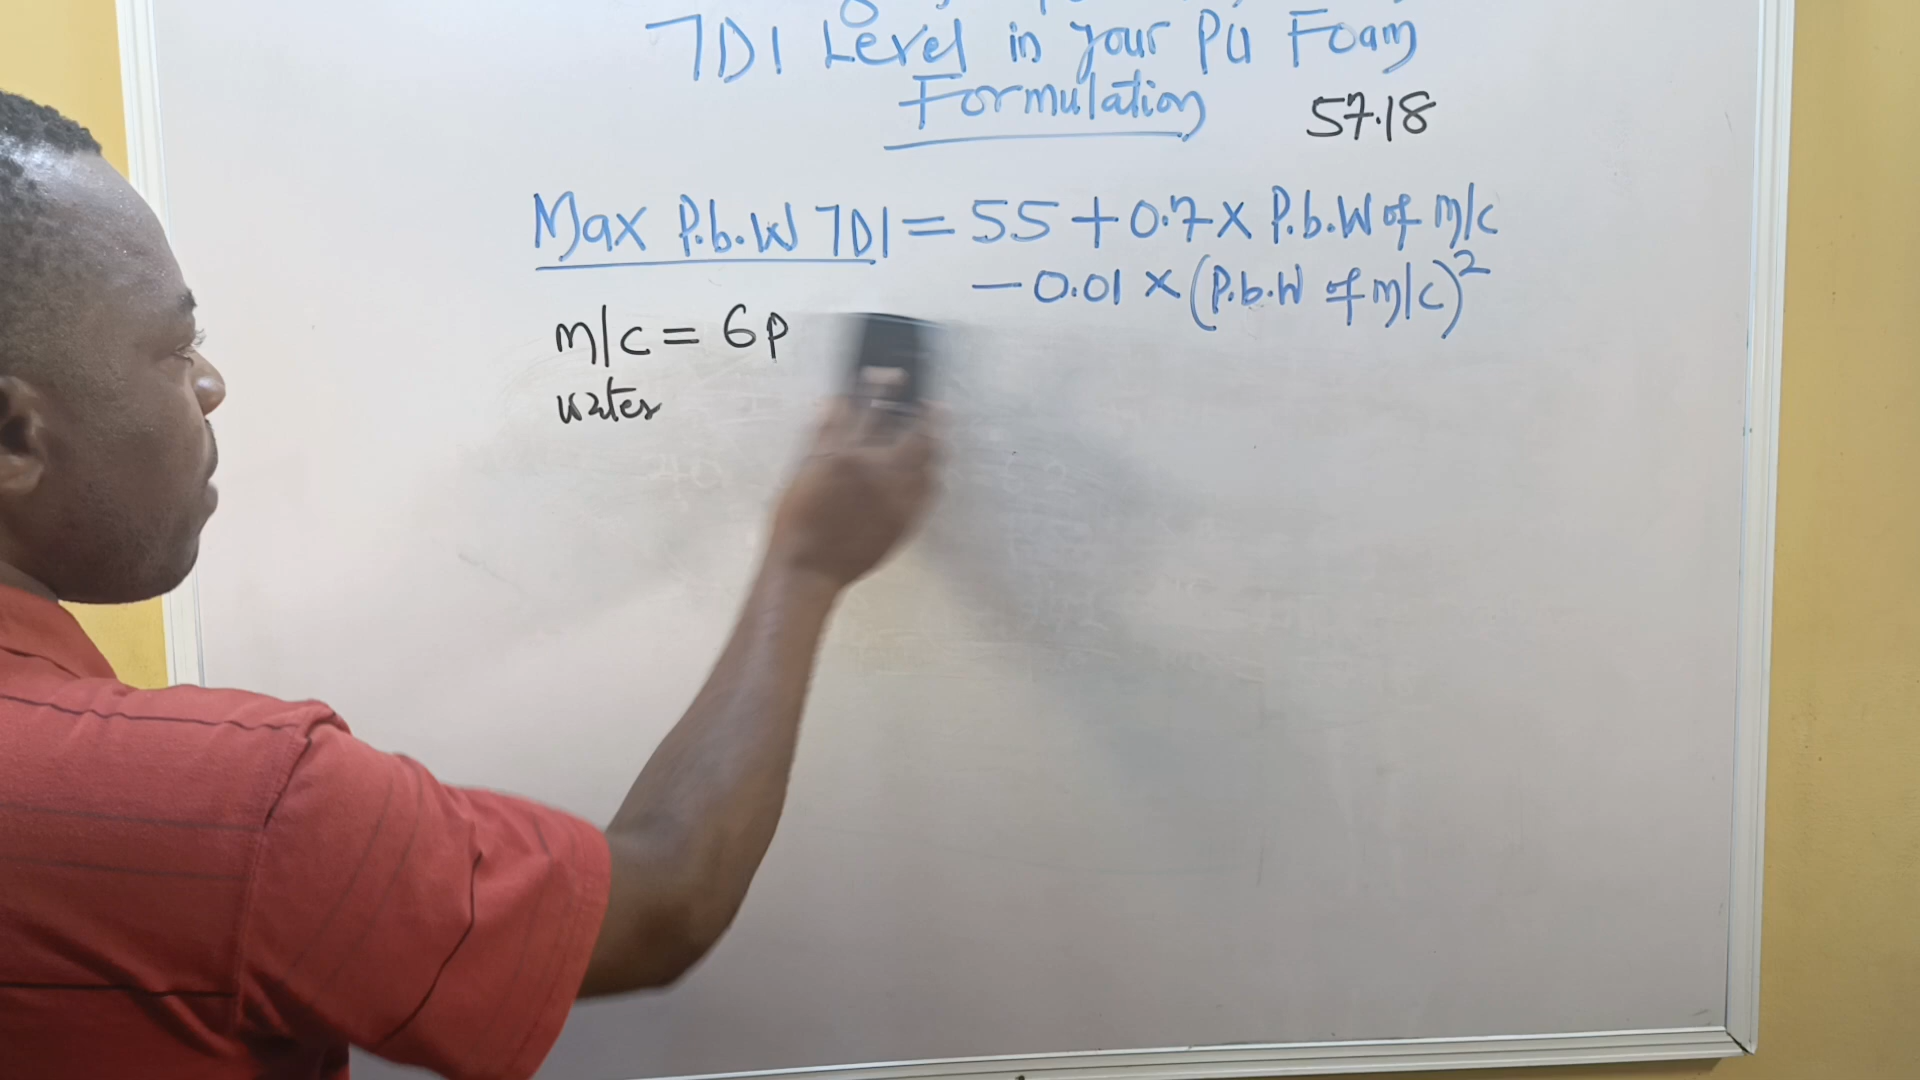 TDI Level in your PU Foam
Formulation
57.18
Max P.b.W TDI = 55 + 0.7 x P.b.W of m/c
- 0.01 x (P.b.W of m/c)²
m/c = 6p
water